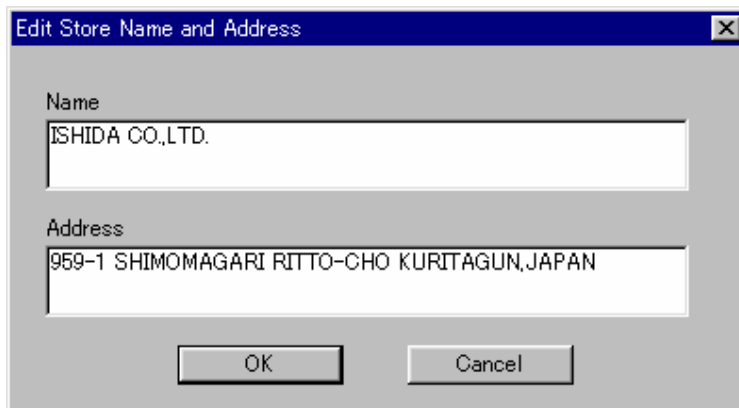 Edit Store Name and Address
Name
ISHIDA CO.,LTD.
Address
959-1 SHIMOMAGARI RITTO-CHO KURITAGUN,JAPAN
OK Cancel